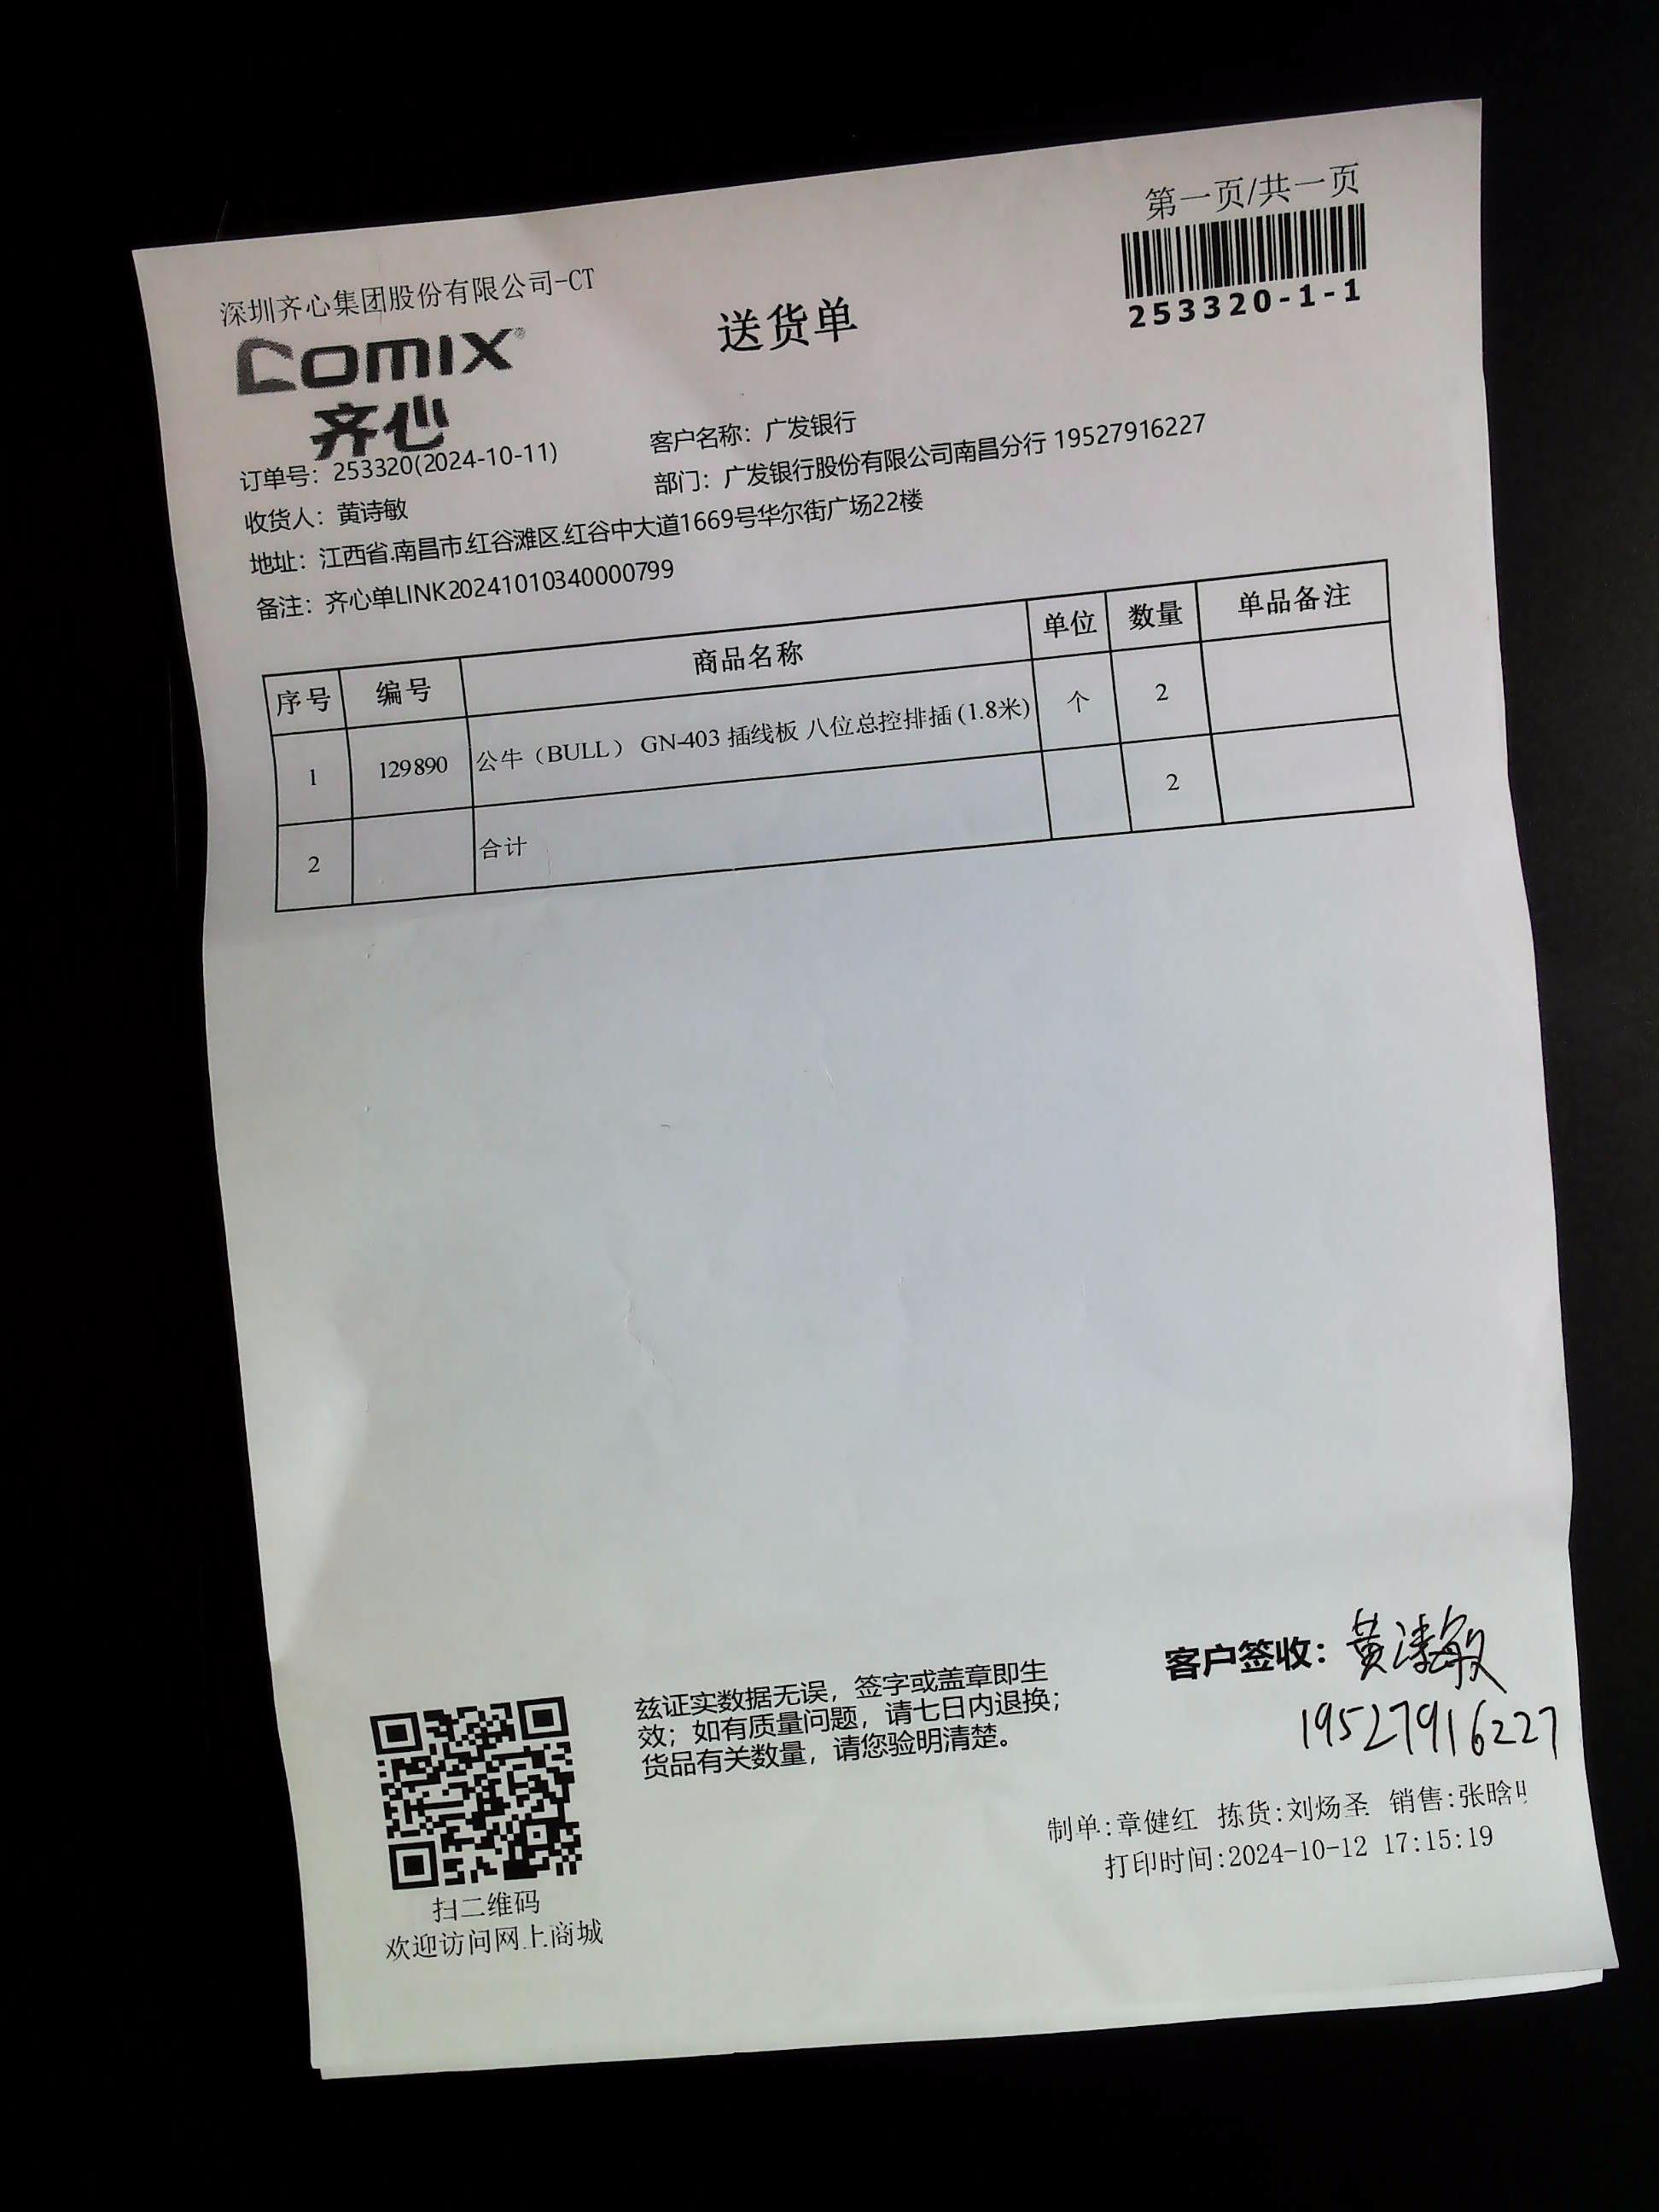 第一页/共一页
253320-1-1
深圳齐心集团股份有限公司-CT
送货单
COMIX®
齐心
订单号：253320(2024-10-11)
客户名称：广发银行
收货人：黄诗敏
部门：广发银行股份有限公司南昌分行 19527916227
地址：江西省.南昌市.红谷滩区.红谷中大道1669号华尔街广场22楼
备注：齐心单LINK20241010340000799
序号 编号 商品名称 单位 数量 单品备注
1 129890 公牛（BULL） GN-403 插线板 八位总控排插 (1.8米) 个 2
2 合计 2
客户签收：黄诗敏
19527916227
兹证实数据无误，签字或盖章即生
效；如有质量问题，请七日内退换；
货品有关数量，请您验明清楚。
制单:章健红 拣货:刘炀圣 销售:张晗
打印时间:2024-10-12 17:15:19
扫二维码
欢迎访问网上商城